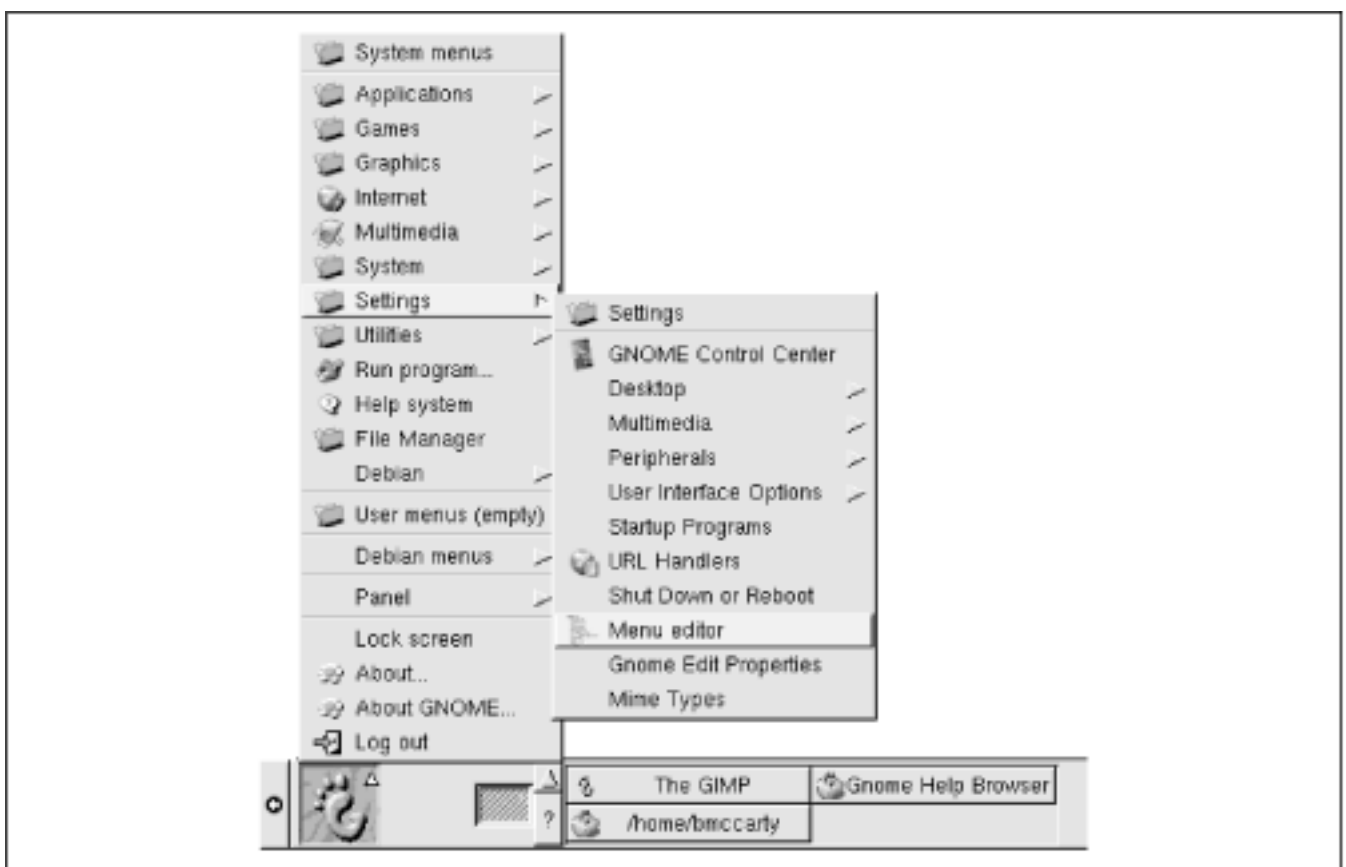 System menus
Applications
Games
Graphics
Internet
Multimedia
System
Settings
Utilities
Run program...
Help system
File Manager
Debian
User menus (empty)
Debian menus
Panel
Lock screen
About...
About GNOME...
Log out
Settings
GNOME Control Center
Desktop
Multimedia
Peripherals
User Interface Options
Startup Programs
URL Handlers
Shut Down or Reboot
Menu editor
Gnome Edit Properties
Mime Types
?
The GIMP
Gnome Help Browser
/home/bmccarty